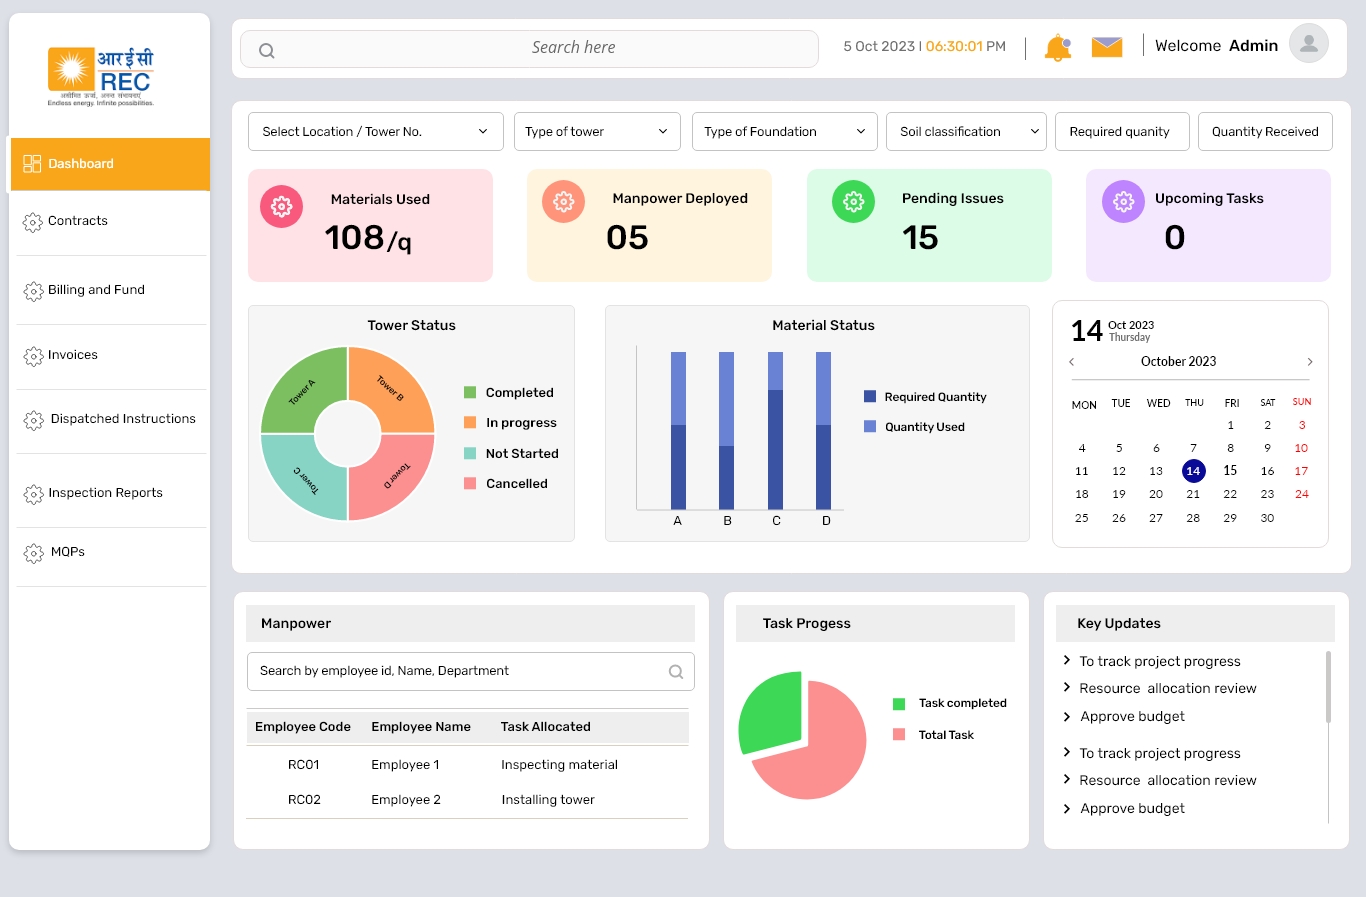 आर ई सी
REC
असीमित ऊर्जा, अनन्त संभावनाएं
Endless energy. Infinite possibilities.
Dashboard
Contracts
Billing and Fund
Invoices
Dispatched Instructions
Inspection Reports
MQPs
Search here
5 Oct 2023 I 06:30:01 PM
Welcome Admin
Select Location / Tower No.
Type of tower
Type of Foundation
Soil classification
Required quanity
Quantity Received
Materials Used
108/q
Manpower Deployed
05
Pending Issues
15
Upcoming Tasks
0
Tower Status
Tower A
Tower B
Tower C
Tower D
Completed
In progress
Not Started
Cancelled
Material Status
A B C D
Required Quantity
Quantity Used
14 Oct 2023
Thursday
< October 2023 >
MON TUE WED THU FRI SAT SUN
1 2 3
4 5 6 7 8 9 10
11 12 13 14 15 16 17
18 19 20 21 22 23 24
25 26 27 28 29 30
Manpower
Search by employee id, Name, Department
Employee Code Employee Name Task Allocated
RC01 Employee 1 Inspecting material
RC02 Employee 2 Installing tower
Task Progess
Task completed
Total Task
Key Updates
To track project progress
Resource allocation review
Approve budget
To track project progress
Resource allocation review
Approve budget